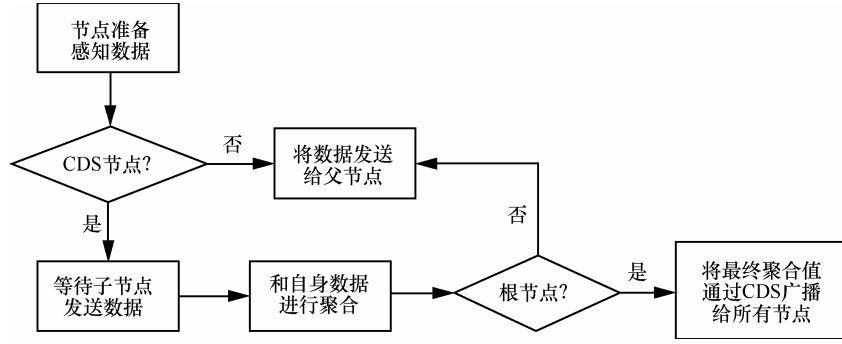 节点准备
感知数据
CDS节点?
否
将数据发送
给父节点
是
否
等待子节点
发送数据
和自身数据
进行聚合
根节点?
是
将最终聚合值
通过CDS广播
给所有节点